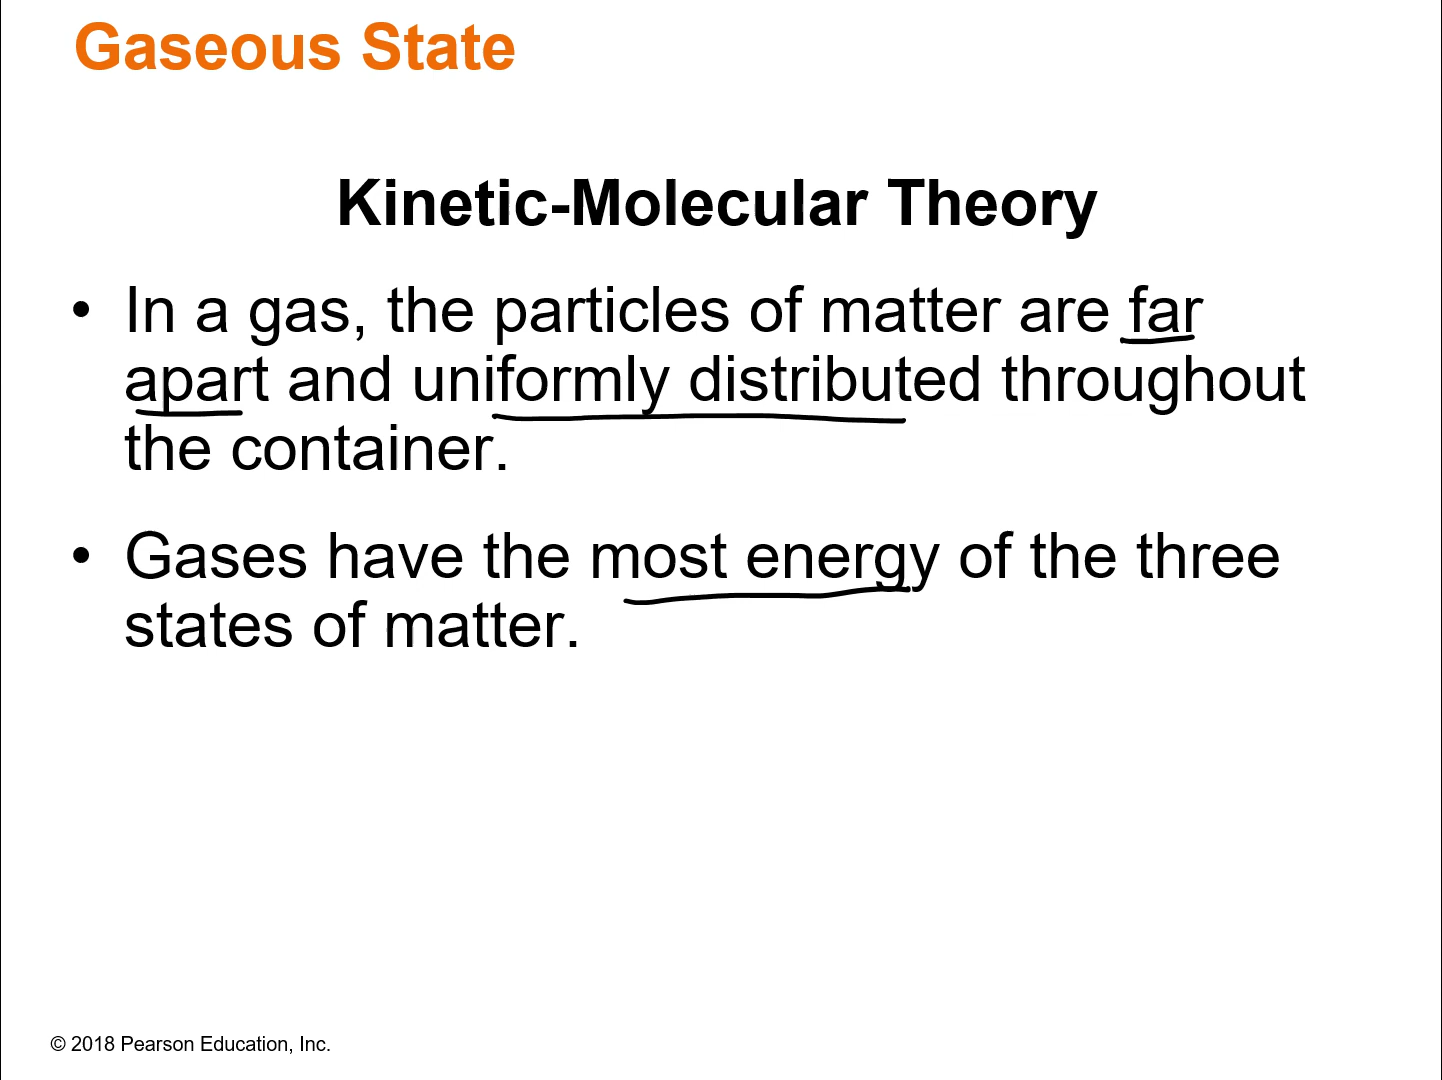 Gaseous State
Kinetic-Molecular Theory
• In a gas, the particles of matter are far
apart and uniformly distributed throughout
the container.
• Gases have the most energy of the three
states of matter.
© 2018 Pearson Education, Inc.